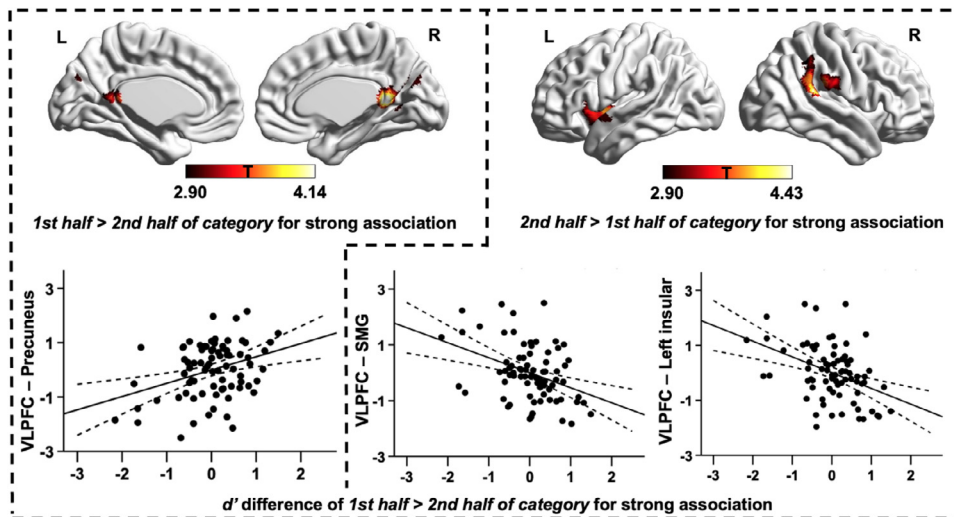 L
R
T
2.90
4.14
1st half > 2nd half of category for strong association
L
R
T
2.90
4.43
2nd half > 1st half of category for strong association
VLPFC – Precuneus
3
1
-1
-3
-3
-2
-1
0
1
2
VLPFC – SMG
3
1
-1
-3
-3
-2
-1
0
1
2
VLPFC – Left insular
3
1
-1
-3
-3
-2
-1
0
1
2
d' difference of 1st half > 2nd half of category for strong association